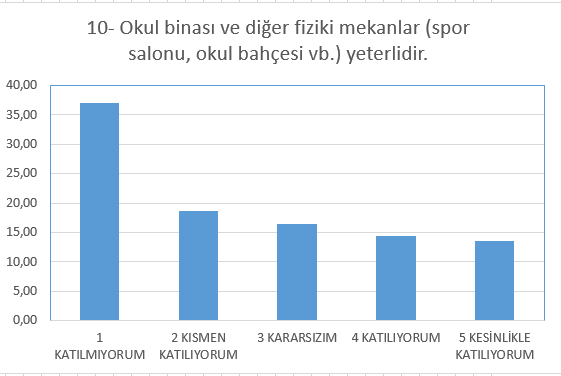 10- Okul binası ve diğer fiziki mekanlar (spor
salonu, okul bahçesi vb.) yeterlidir.
40,00
35,00
30,00
25,00
20,00
15,00
10,00
5,00
0,00
1
KATILMIYORUM
2 KISMEN
KATILIYORUM
3 KARARSIZIM
4 KATILIYORUM
5 KESİNLİKLE
KATILIYORUM